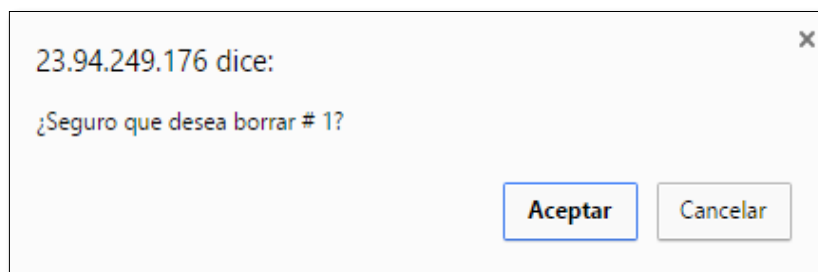 23.94.249.176 dice:
¿Seguro que desea borrar # 1?
Aceptar Cancelar